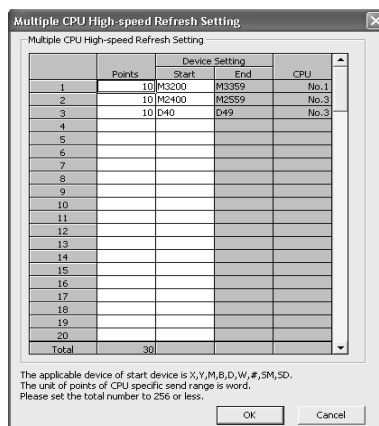 Multiple CPU High-speed Refresh Setting
Multiple CPU High-speed Refresh Setting
Device Setting
Points Start End CPU
1 10 M3200 M3359 No.1
2 10 M2400 M2559 No.3
3 10 D40 D49 No.3
4
5
6
7
8
9
10
11
12
13
14
15
16
17
18
19
20
Total 30
The applicable device of start device is X,Y,M,B,D,W,#,SM,SD.
The unit of points of CPU specific send range is word.
Please set the total number to 256 or less.
OK Cancel